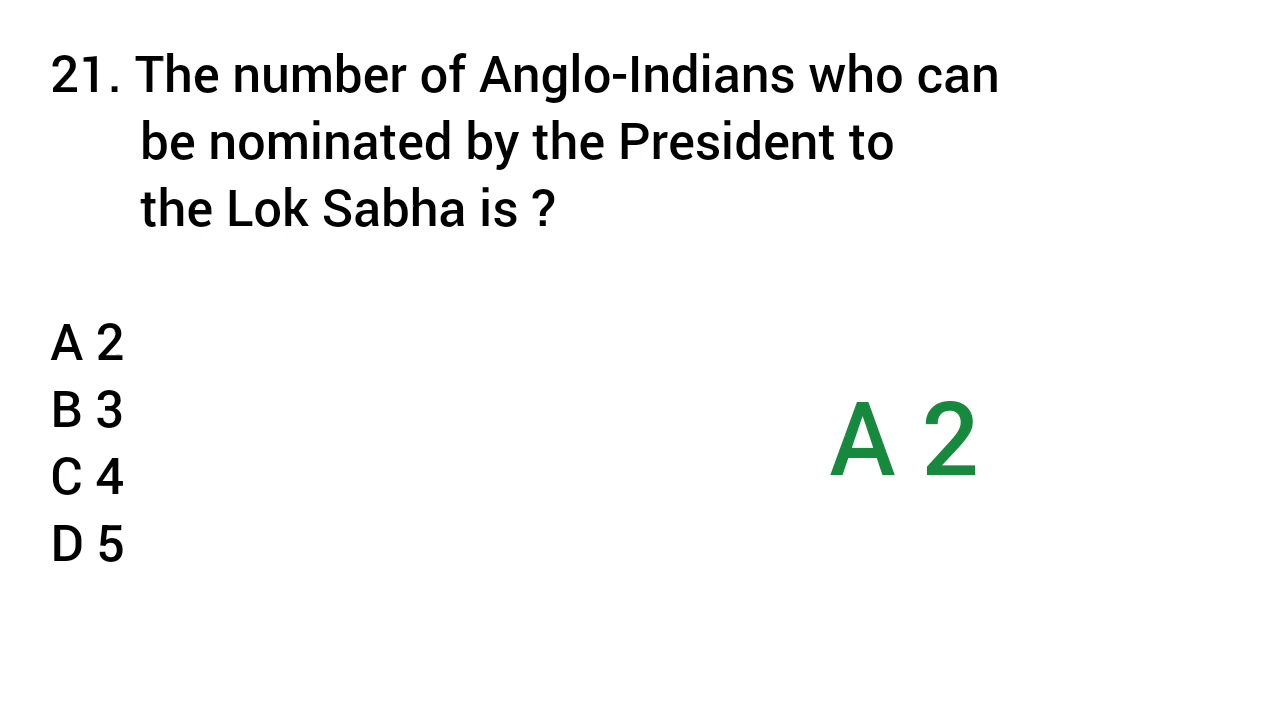 21. The number of Anglo-Indians who can
be nominated by the President to
the Lok Sabha is ?
A 2
B 3
C 4
D 5
A 2